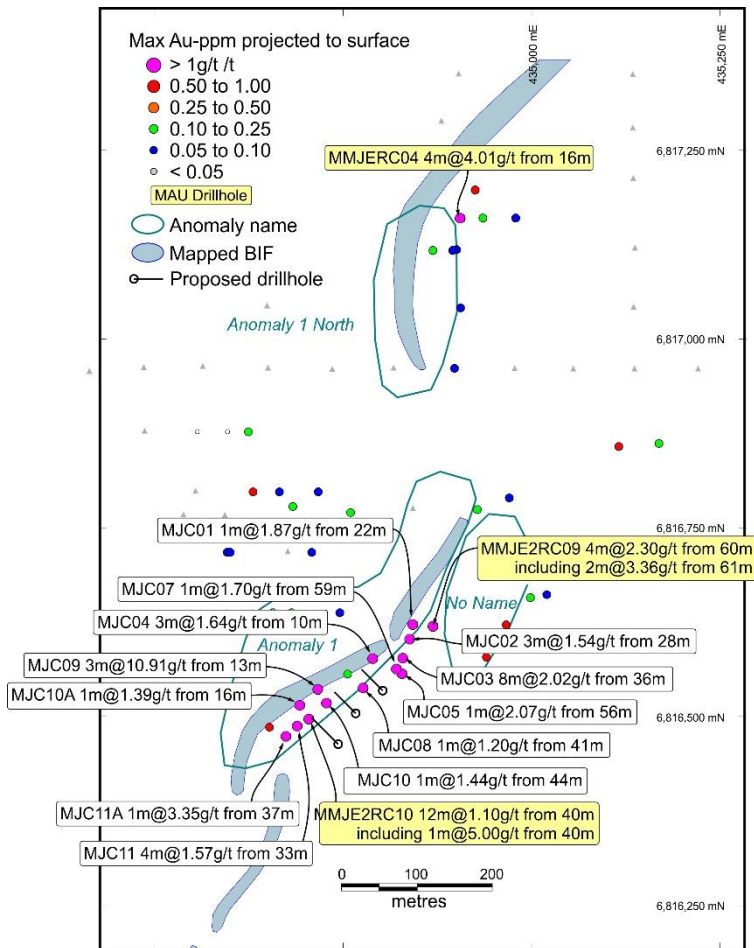 Max Au-ppm projected to surface
> 1g/t /t
0.50 to 1.00
0.25 to 0.50
0.10 to 0.25
0.05 to 0.10
< 0.05
MAU Drillhole
Anomaly name
Mapped BIF
Proposed drillhole
435,000 mE
435,250 mE
6,817,250 mN
MMJERC04 4m@4.01g/t from 16m
Anomaly 1 North
6,817,000 mN
6,816,750 mN
MJC01 1m@1.87g/t from 22m
MMJE2RC09 4m@2.30g/t from 60m
including 2m@3.36g/t from 61m
MJC07 1m@1.70g/t from 59m
No Name
MJC04 3m@1.64g/t from 10m
Anomaly 1
MJC02 3m@1.54g/t from 28m
MJC09 3m@10.91g/t from 13m
MJC03 8m@2.02g/t from 36m
MJC10A 1m@1.39g/t from 16m
MJC05 1m@2.07g/t from 56m
6,816,500 mN
MJC08 1m@1.20g/t from 41m
MJC10 1m@1.44g/t from 44m
MJC11A 1m@3.35g/t from 37m
MMJE2RC10 12m@1.10g/t from 40m
including 1m@5.00g/t from 40m
MJC11 4m@1.57g/t from 33m
0 100 200
metres
6,816,250 mN